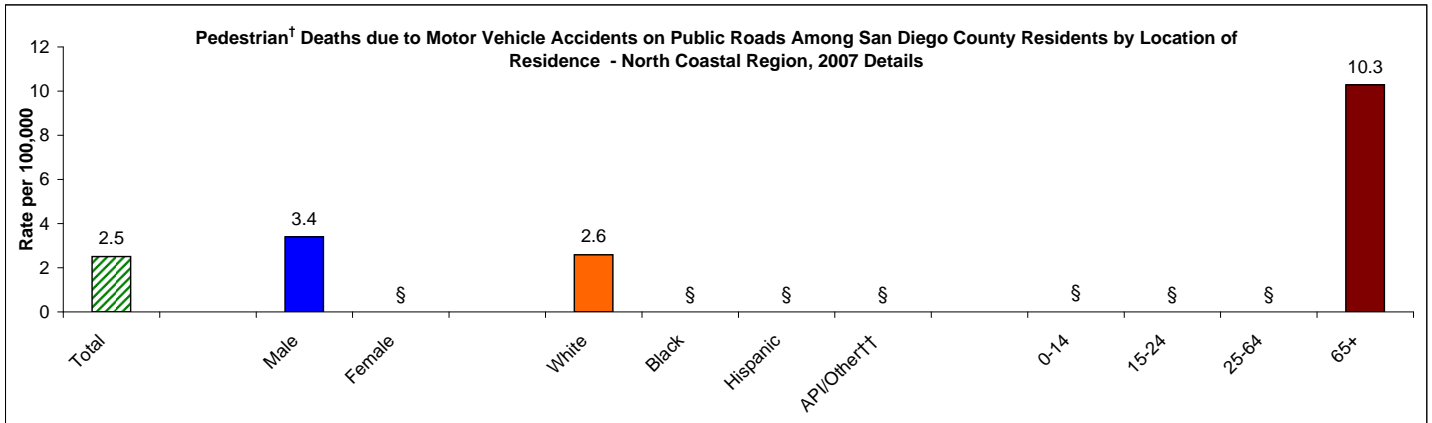 Pedestrian† Deaths due to Motor Vehicle Accidents on Public Roads Among San Diego County Residents by Location of
Residence - North Coastal Region, 2007 Details
Rate per 100,000
12
10
8
6
4
2
0
2.5
3.4
§
2.6
§
§
§
§
§
§
10.3
Total
Male
Female
White
Black
Hispanic
API/Other††
0-14
15-24
25-64
65+